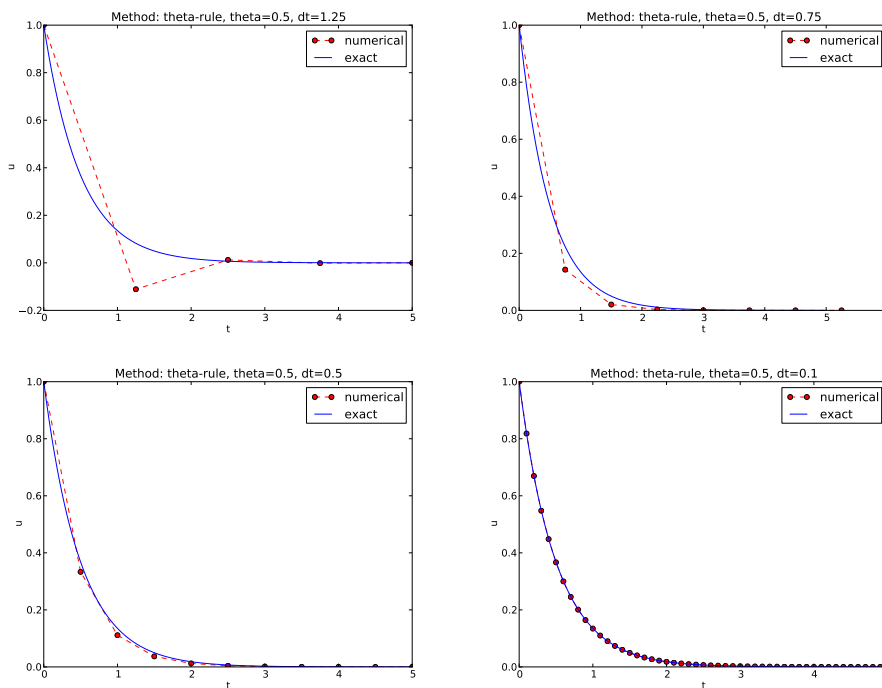 Method: theta-rule, theta=0.5, dt=1.25
numerical
exact
1.0
0.8
0.6
0.4
0.2
0.0
−0.2
u
0 1 2 3 4 5
t
Method: theta-rule, theta=0.5, dt=0.75
numerical
exact
1.0
0.8
0.6
0.4
0.2
0.0
u
0 1 2 3 4 5
t
Method: theta-rule, theta=0.5, dt=0.5
numerical
exact
1.0
0.8
0.6
0.4
0.2
0.0
u
0 1 2 3 4 5
t
Method: theta-rule, theta=0.5, dt=0.1
numerical
exact
1.0
0.8
0.6
0.4
0.2
0.0
u
0 1 2 3 4
t